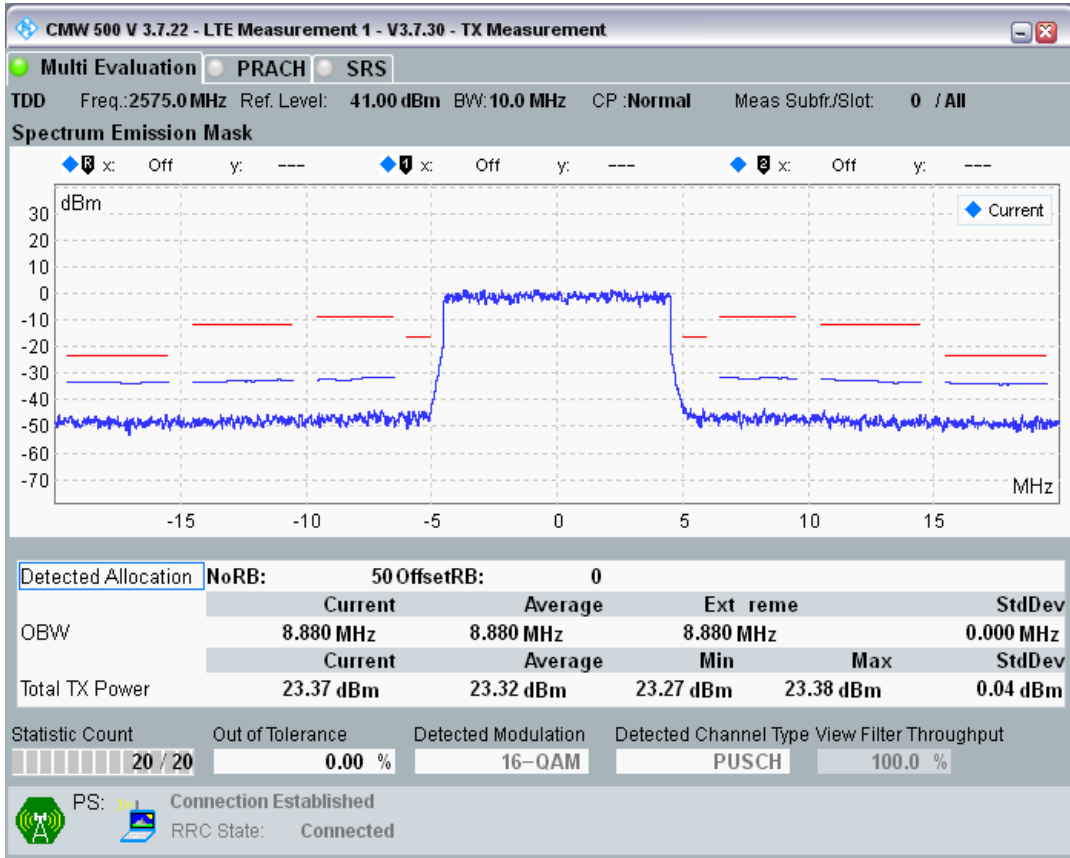 CMW 500 V 3.7.22 - LTE Measurement 1 - V3.7.30 - TX Measurement
Multi Evaluation PRACH SRS
TDD Freq.:2575.0 MHz Ref. Level: 41.00 dBm BW: 10.0 MHz CP :Normal Meas Subfr./Slot: 0 / All
Spectrum Emission Mask
R x: Off y: --- 1 x: Off y: --- 2 x: Off y: ---
dBm
Current
30
20
10
0
-10
-20
-30
-40
-50
-60
-70
MHz
-15 -10 -5 0 5 10 15
Detected Allocation NoRB: 50 OffsetRB: 0
Current Average Ext reme StdDev
OBW 8.880 MHz 8.880 MHz 8.880 MHz 0.000 MHz
Current Average Min Max StdDev
Total TX Power 23.37 dBm 23.32 dBm 23.27 dBm 23.38 dBm 0.04 dBm
Statistic Count Out of Tolerance Detected Modulation Detected Channel Type View Filter Throughput
20 / 20 0.00 % 16-QAM PUSCH 100.0 %
PS: Connection Established
RRC State: Connected